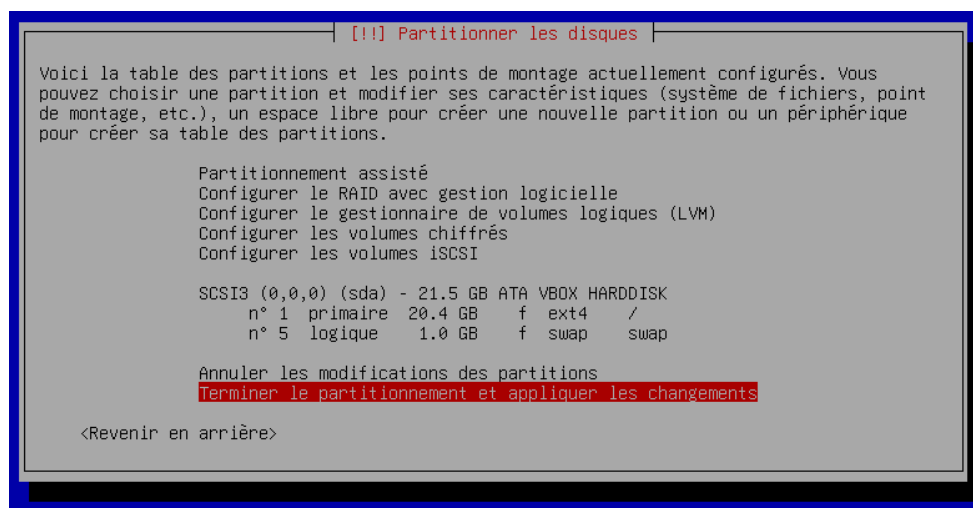 [!!] Partitionner les disques
Voici la table des partitions et les points de montage actuellement configurés. Vous
pouvez choisir une partition et modifier ses caractéristiques (système de fichiers, point
de montage, etc.), un espace libre pour créer une nouvelle partition ou un périphérique
pour créer sa table des partitions.
Partitionnement assisté
Configurer le RAID avec gestion logicielle
Configurer le gestionnaire de volumes logiques (LVM)
Configurer les volumes chiffrés
Configurer les volumes iSCSI
SCSI3 (0,0,0) (sda) - 21.5 GB ATA VBOX HARDDISK
n° 1 primaire 20.4 GB f ext4 /
n° 5 logique 1.0 GB f swap swap
Annuler les modifications des partitions
Terminer le partitionnement et appliquer les changements
<Revenir en arrière>